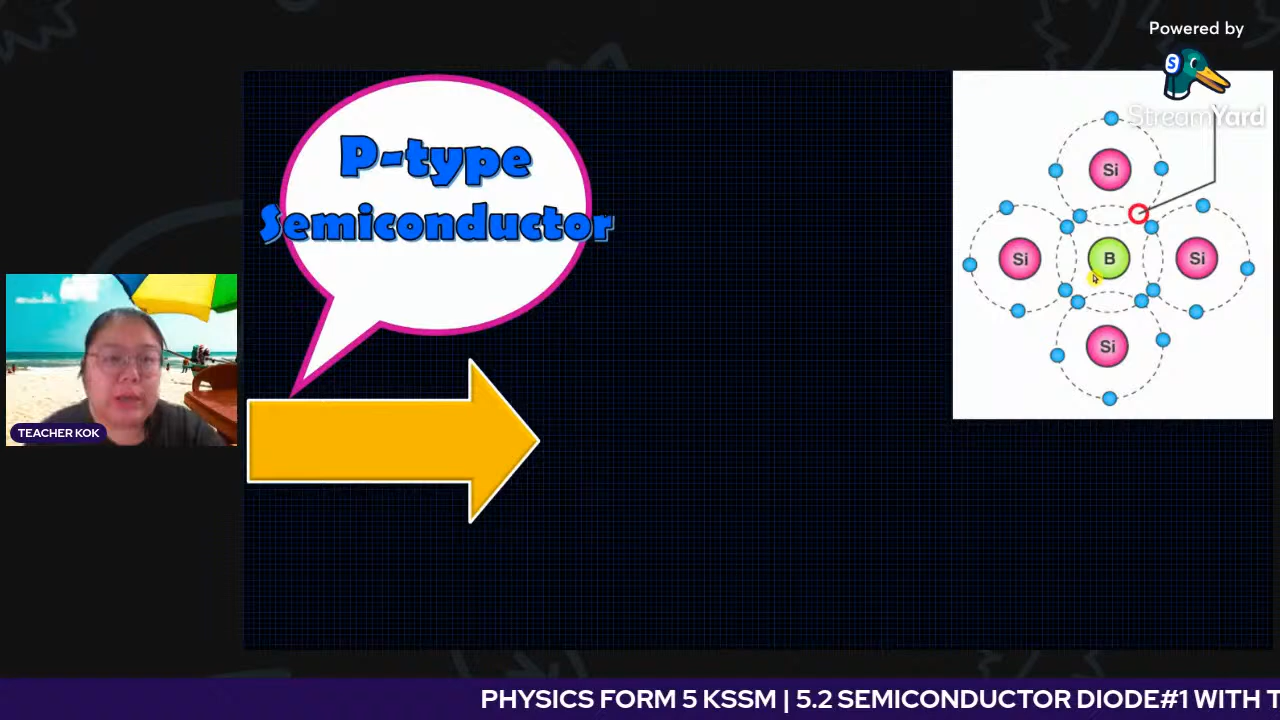 Powered by
S
StreamYard
P-type
Semiconductor
Si
Si
B
Si
Si
TEACHER KOK
PHYSICS FORM 5 KSSM | 5.2 SEMICONDUCTOR DIODE#1 WITH T